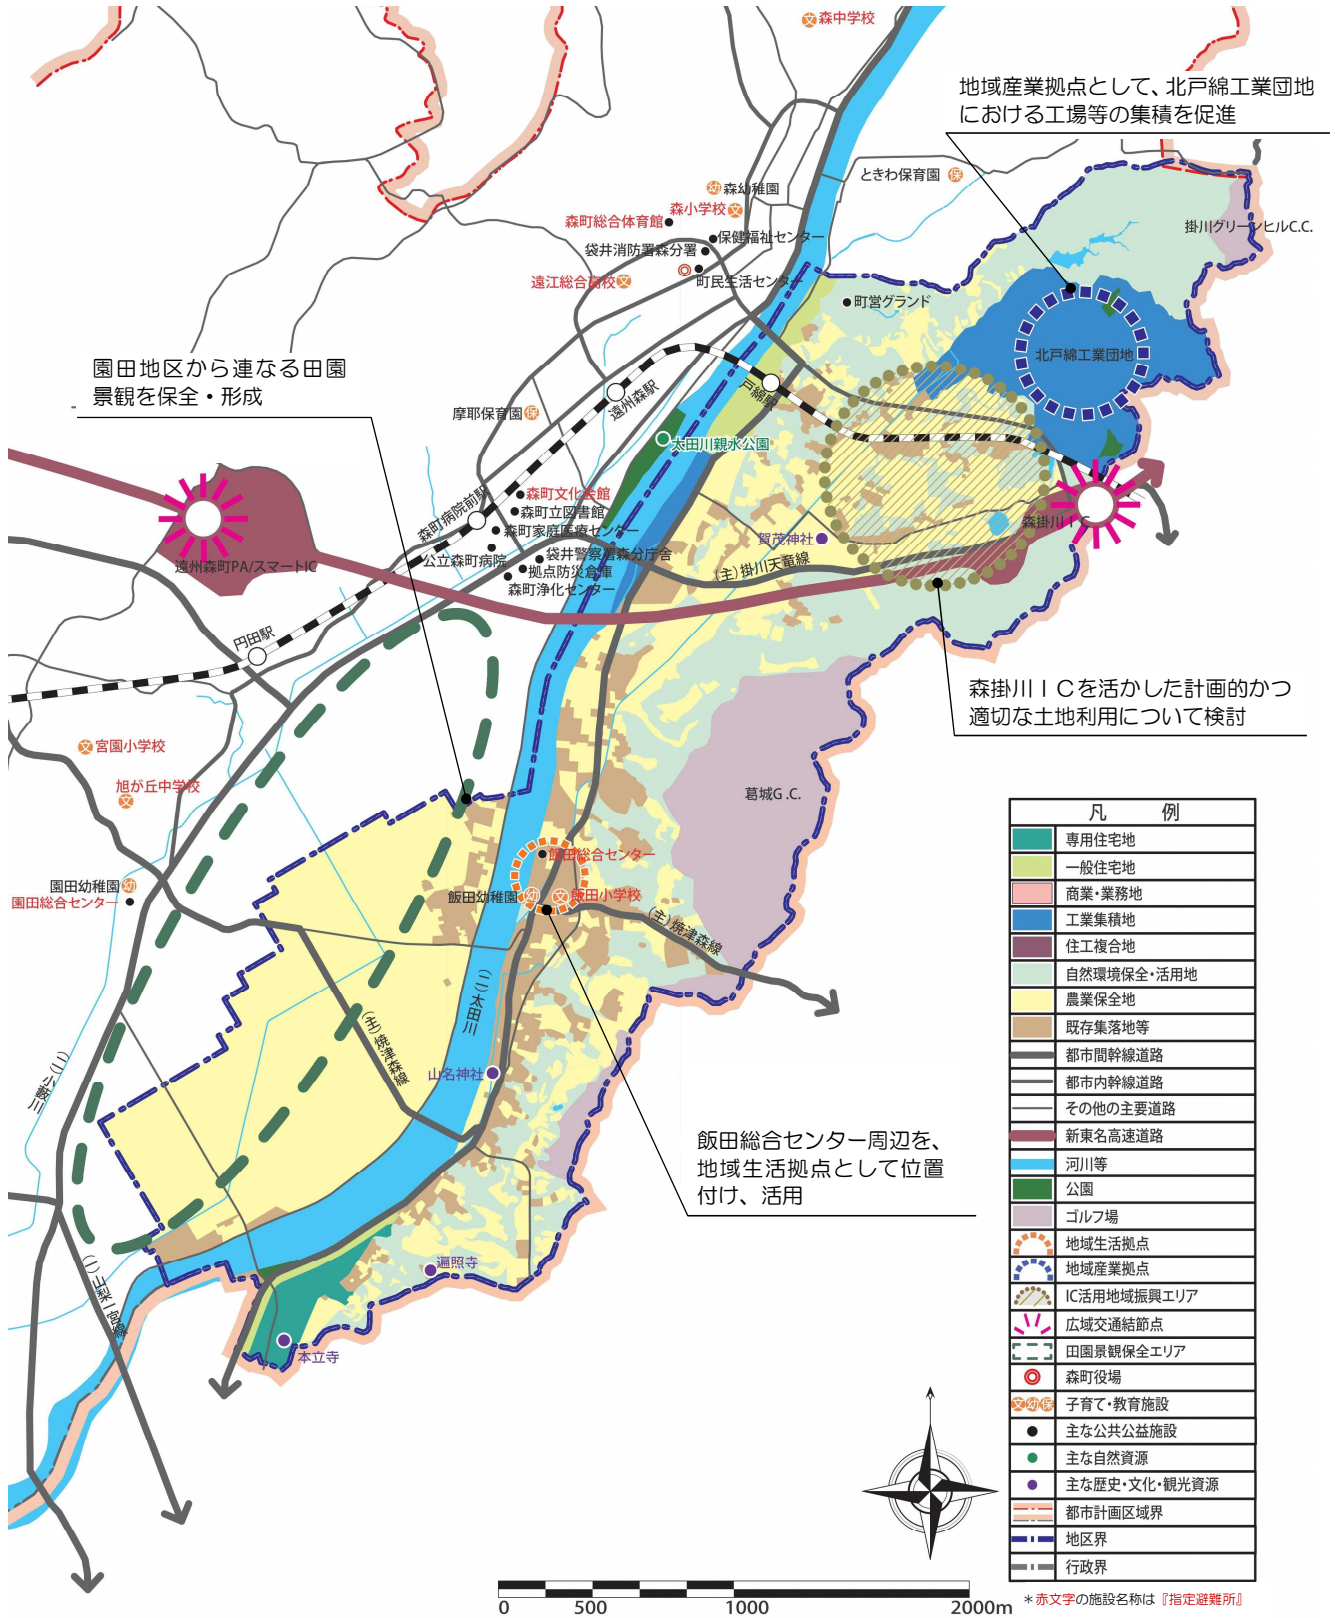 文 森中学校
地域産業拠点として、北戸綿工業団地
における工場等の集積を促進
ときわ保育園 保
幼 森幼稚園
森小学校 文
森町総合体育館
保健福祉センター
袋井消防署森分署
町民生活センター
遠江総合高校 文
掛川グリーンヒルC.C.
町営グランド
北戸綿工業団地
園田地区から連なる田園
景観を保全・形成
遠州森駅
戸綿駅
摩耶保育園 保
太田川親水公園
森町病院前駅
森町文化会館
森町立図書館
森町家庭医療センター
公立森町病院
袋井警察署森分庁舎
拠点防災倉庫
森町浄化センター
賀茂神社
(主)掛川天竜線
森掛川IC
遠州森町PA/スマートIC
円田駅
森掛川ICを活かした計画的かつ
適切な土地利用について検討
文 宮園小学校
旭が丘中学校
文
葛城G.C.
飯田総合センター
飯田幼稚園 幼
文 飯田小学校
園田幼稚園 幼
園田総合センター
(主)焼津森線
(二)太田川
(主)焼津森線
山名神社
(二)小藪川
飯田総合センター周辺を、
地域生活拠点として位置
付け、活用
遍照寺
本立寺
凡 例
専用住宅地
一般住宅地
商業・業務地
工業集積地
住工複合地
自然環境保全・活用地
農業保全地
既存集落地等
都市間幹線道路
都市内幹線道路
その他の主要道路
新東名高速道路
河川等
公園
ゴルフ場
地域生活拠点
地域産業拠点
IC活用地域振興エリア
広域交通結節点
田園景観保全エリア
森町役場
文幼保 子育て・教育施設
主な公共公益施設
主な自然資源
主な歴史・文化・観光資源
都市計画区域界
地区界
行政界
＊赤文字の施設名称は『指定避難所』
0 500 1000 2000m